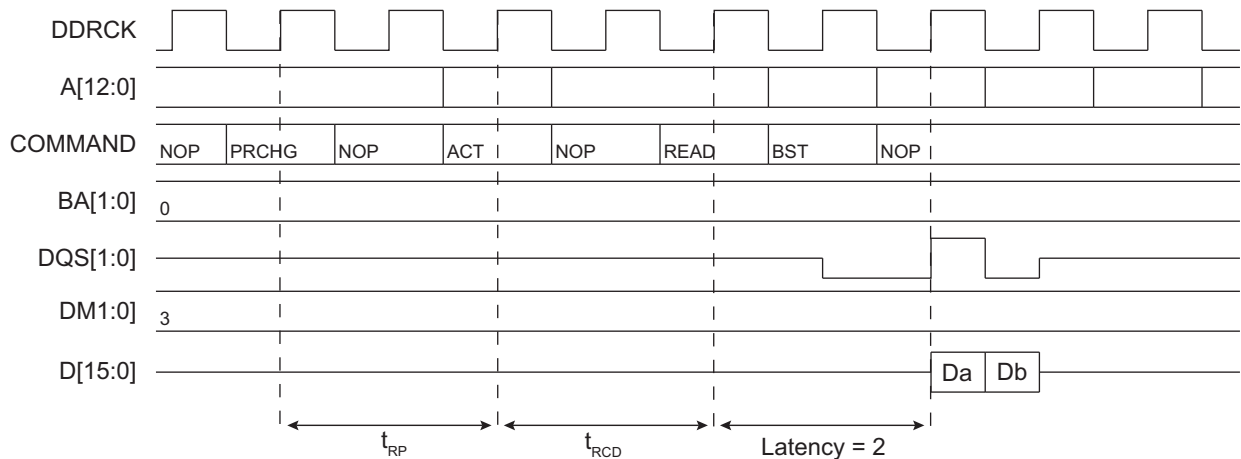 DDRCK
A[12:0]
COMMAND NOP PRCHG NOP ACT NOP READ BST NOP
BA[1:0] 0
DQS[1:0]
DM1:0] 3
D[15:0] Da Db
tRP tRCD Latency = 2